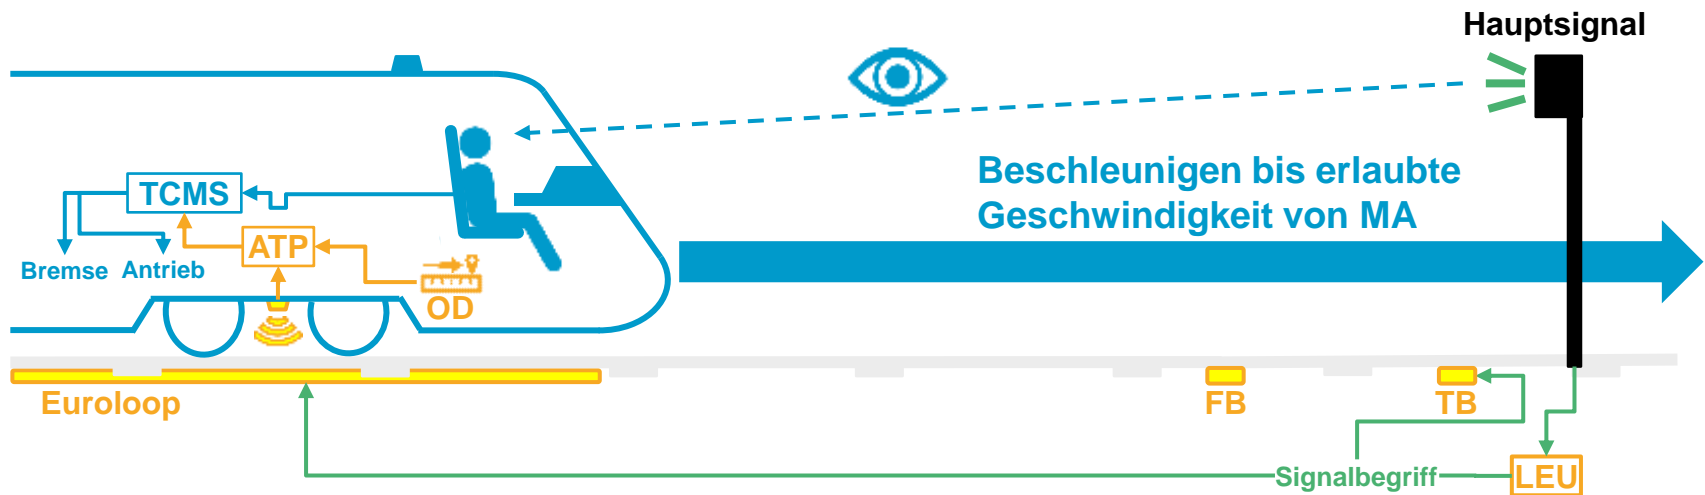 Hauptsignal
Beschleunigen bis erlaubte
Geschwindigkeit von MA
TCMS
ATP
Bremse
Antrieb
OD
Euroloop
FB
TB
Signalbegriff
LEU